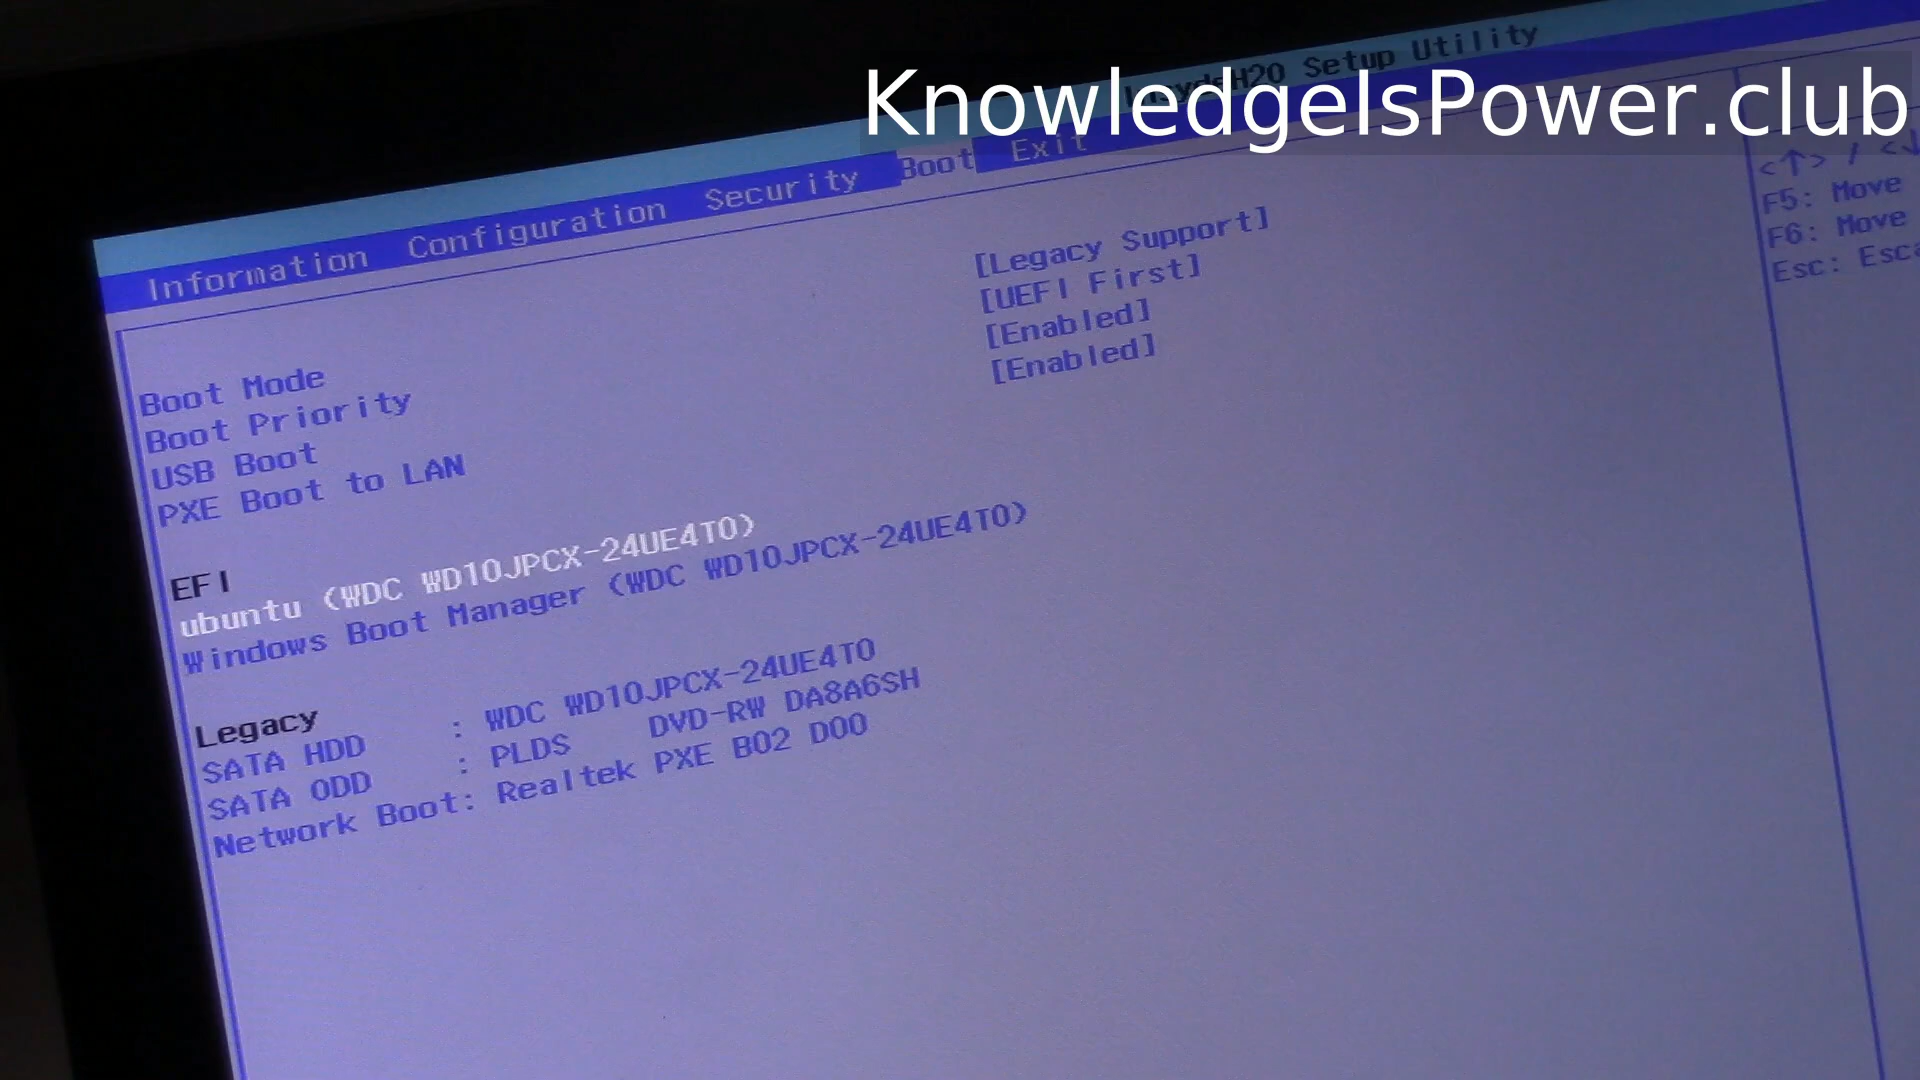 InsydeH2O Setup Utility
KnowledgeIsPower.club
Information Configuration Security Boot Exit
Boot Mode [Legacy Support]
Boot Priority [UEFI First]
USB Boot [Enabled]
PXE Boot to LAN [Enabled]
EFI
ubuntu (WDC WD10JPCX-24UE4T0)
Windows Boot Manager (WDC WD10JPCX-24UE4T0)
Legacy
SATA HDD : WDC WD10JPCX-24UE4T0
SATA ODD : PLDS DVD-RW DA8A6SH
Network Boot: Realtek PXE B02 D00
<↑> / <↓
F5: Move
F6: Move
Esc: